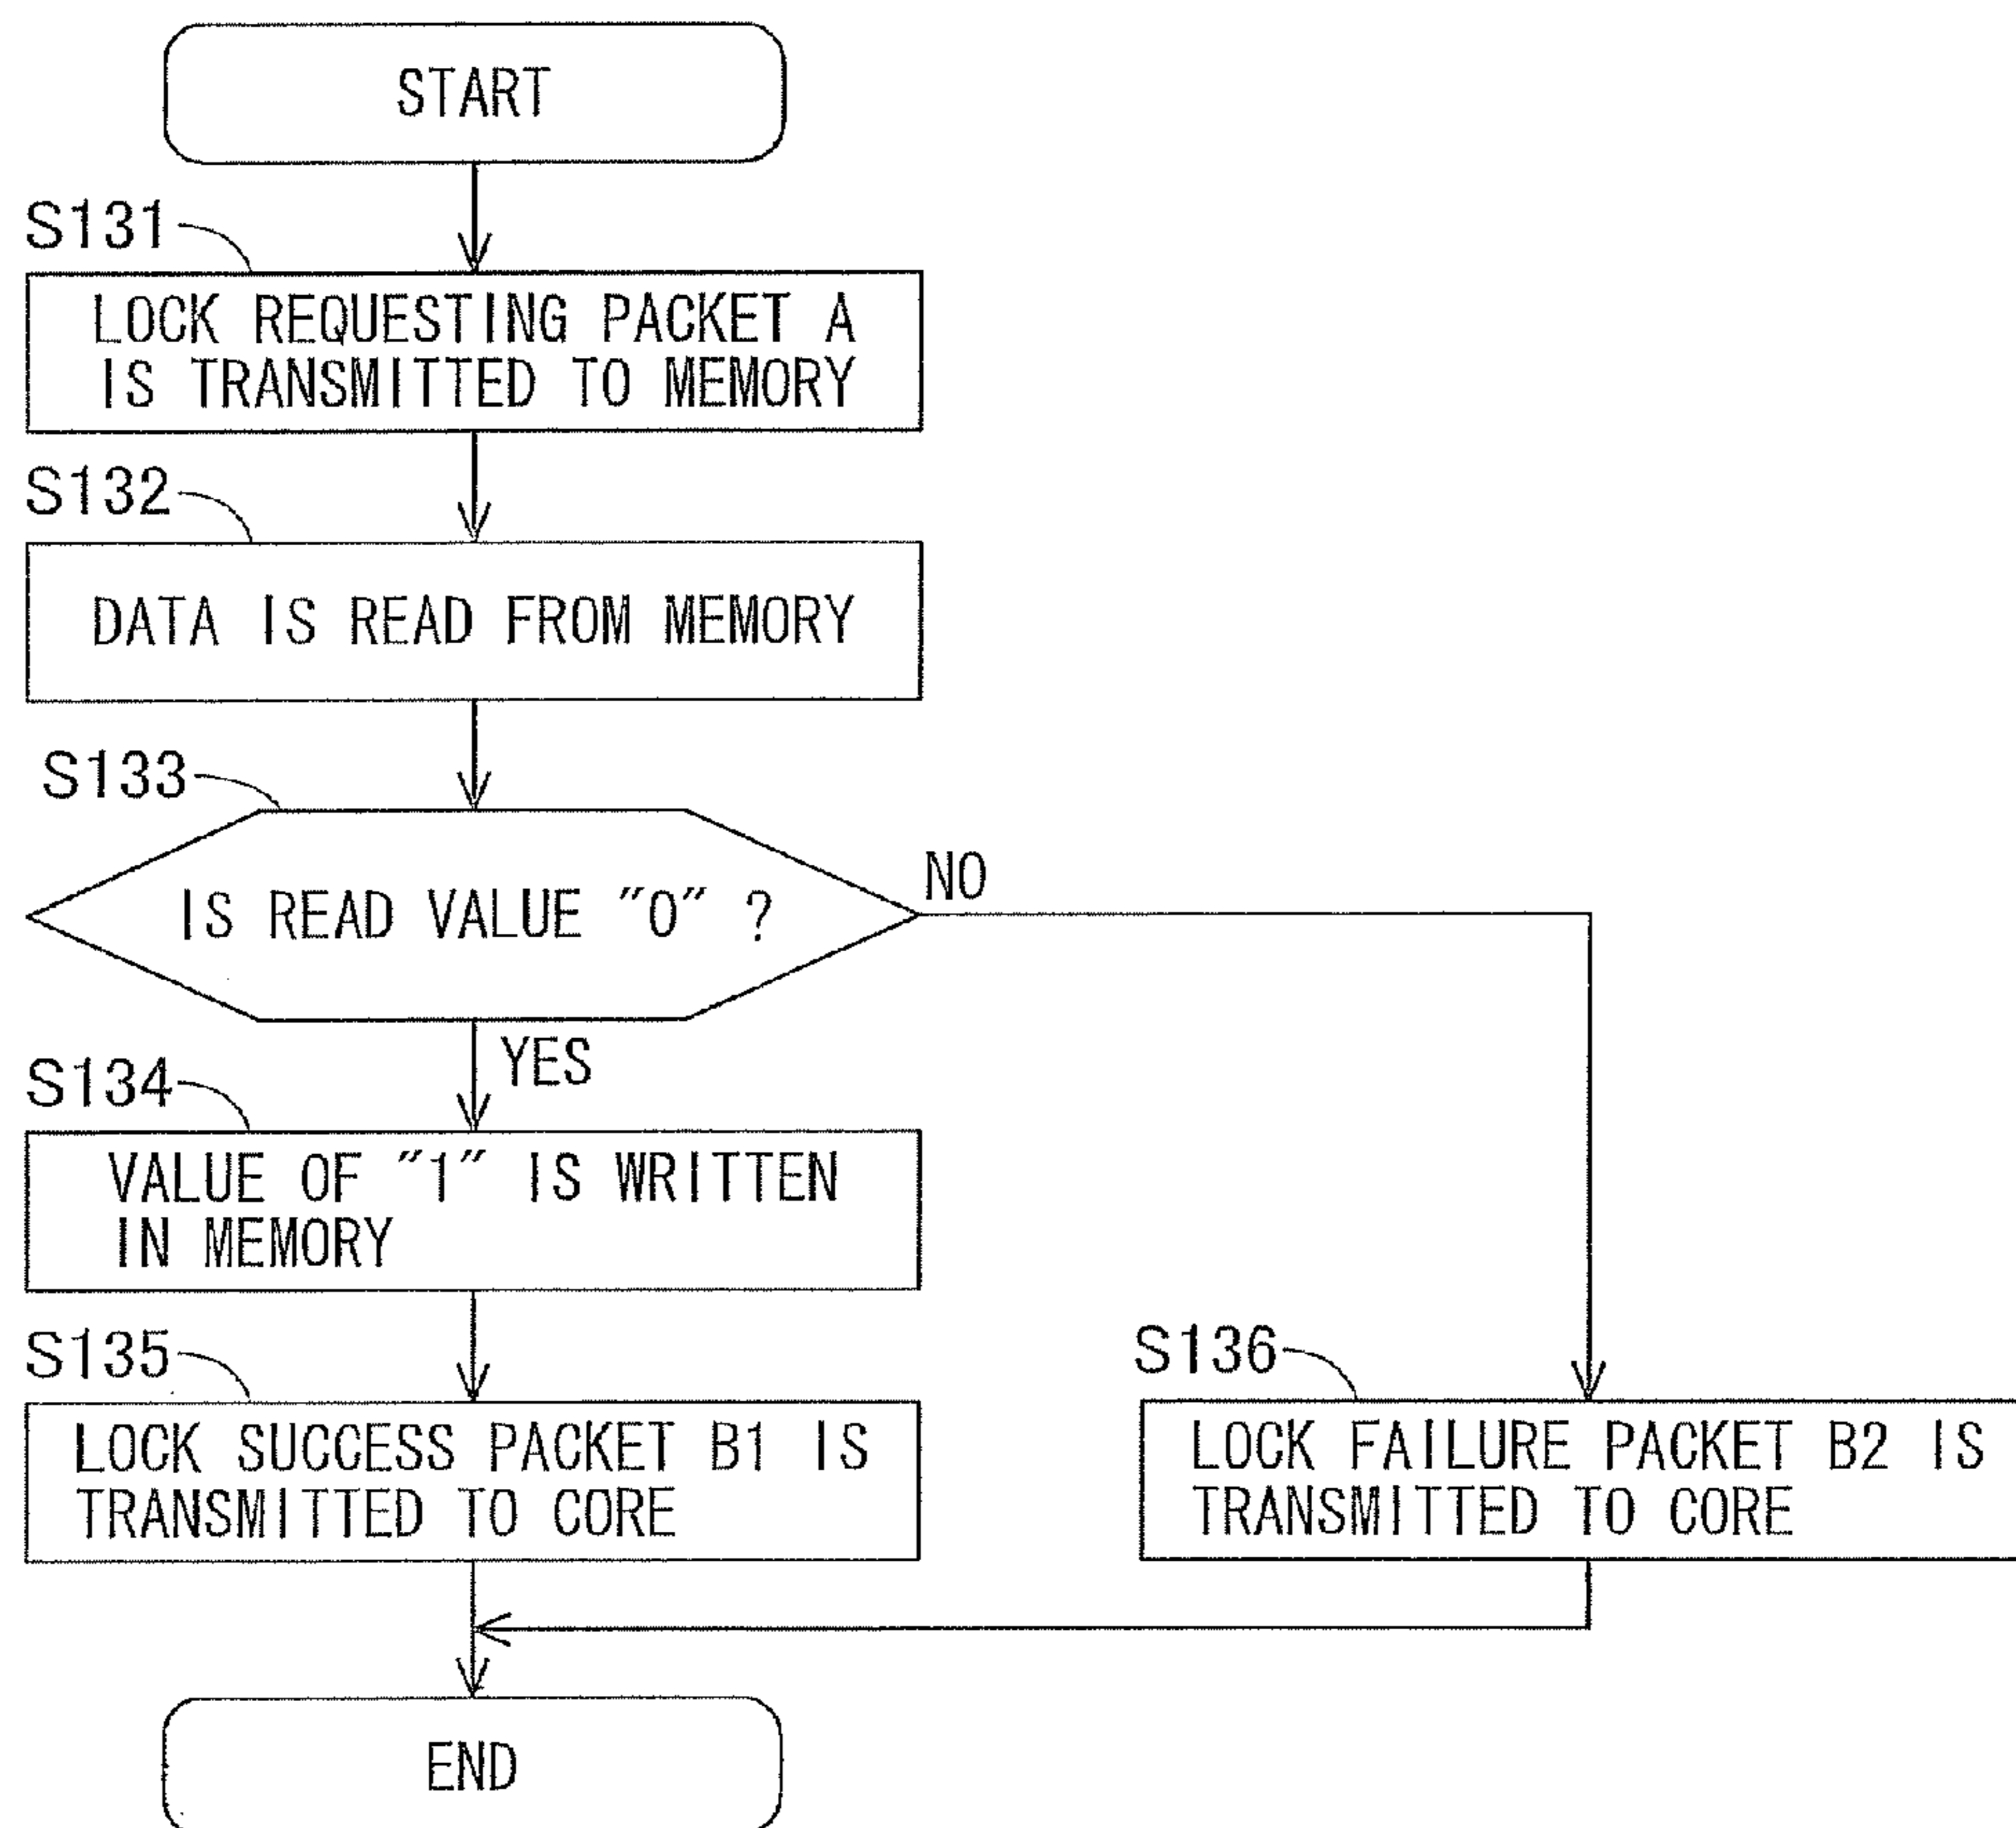 START
S131
LOCK REQUESTING PACKET A
IS TRANSMITTED TO MEMORY
S132
DATA IS READ FROM MEMORY
S133
IS READ VALUE "0" ?
NO
YES
S134
VALUE OF "1" IS WRITTEN
IN MEMORY
S135
LOCK SUCCESS PACKET B1 IS
TRANSMITTED TO CORE
S136
LOCK FAILURE PACKET B2 IS
TRANSMITTED TO CORE
END